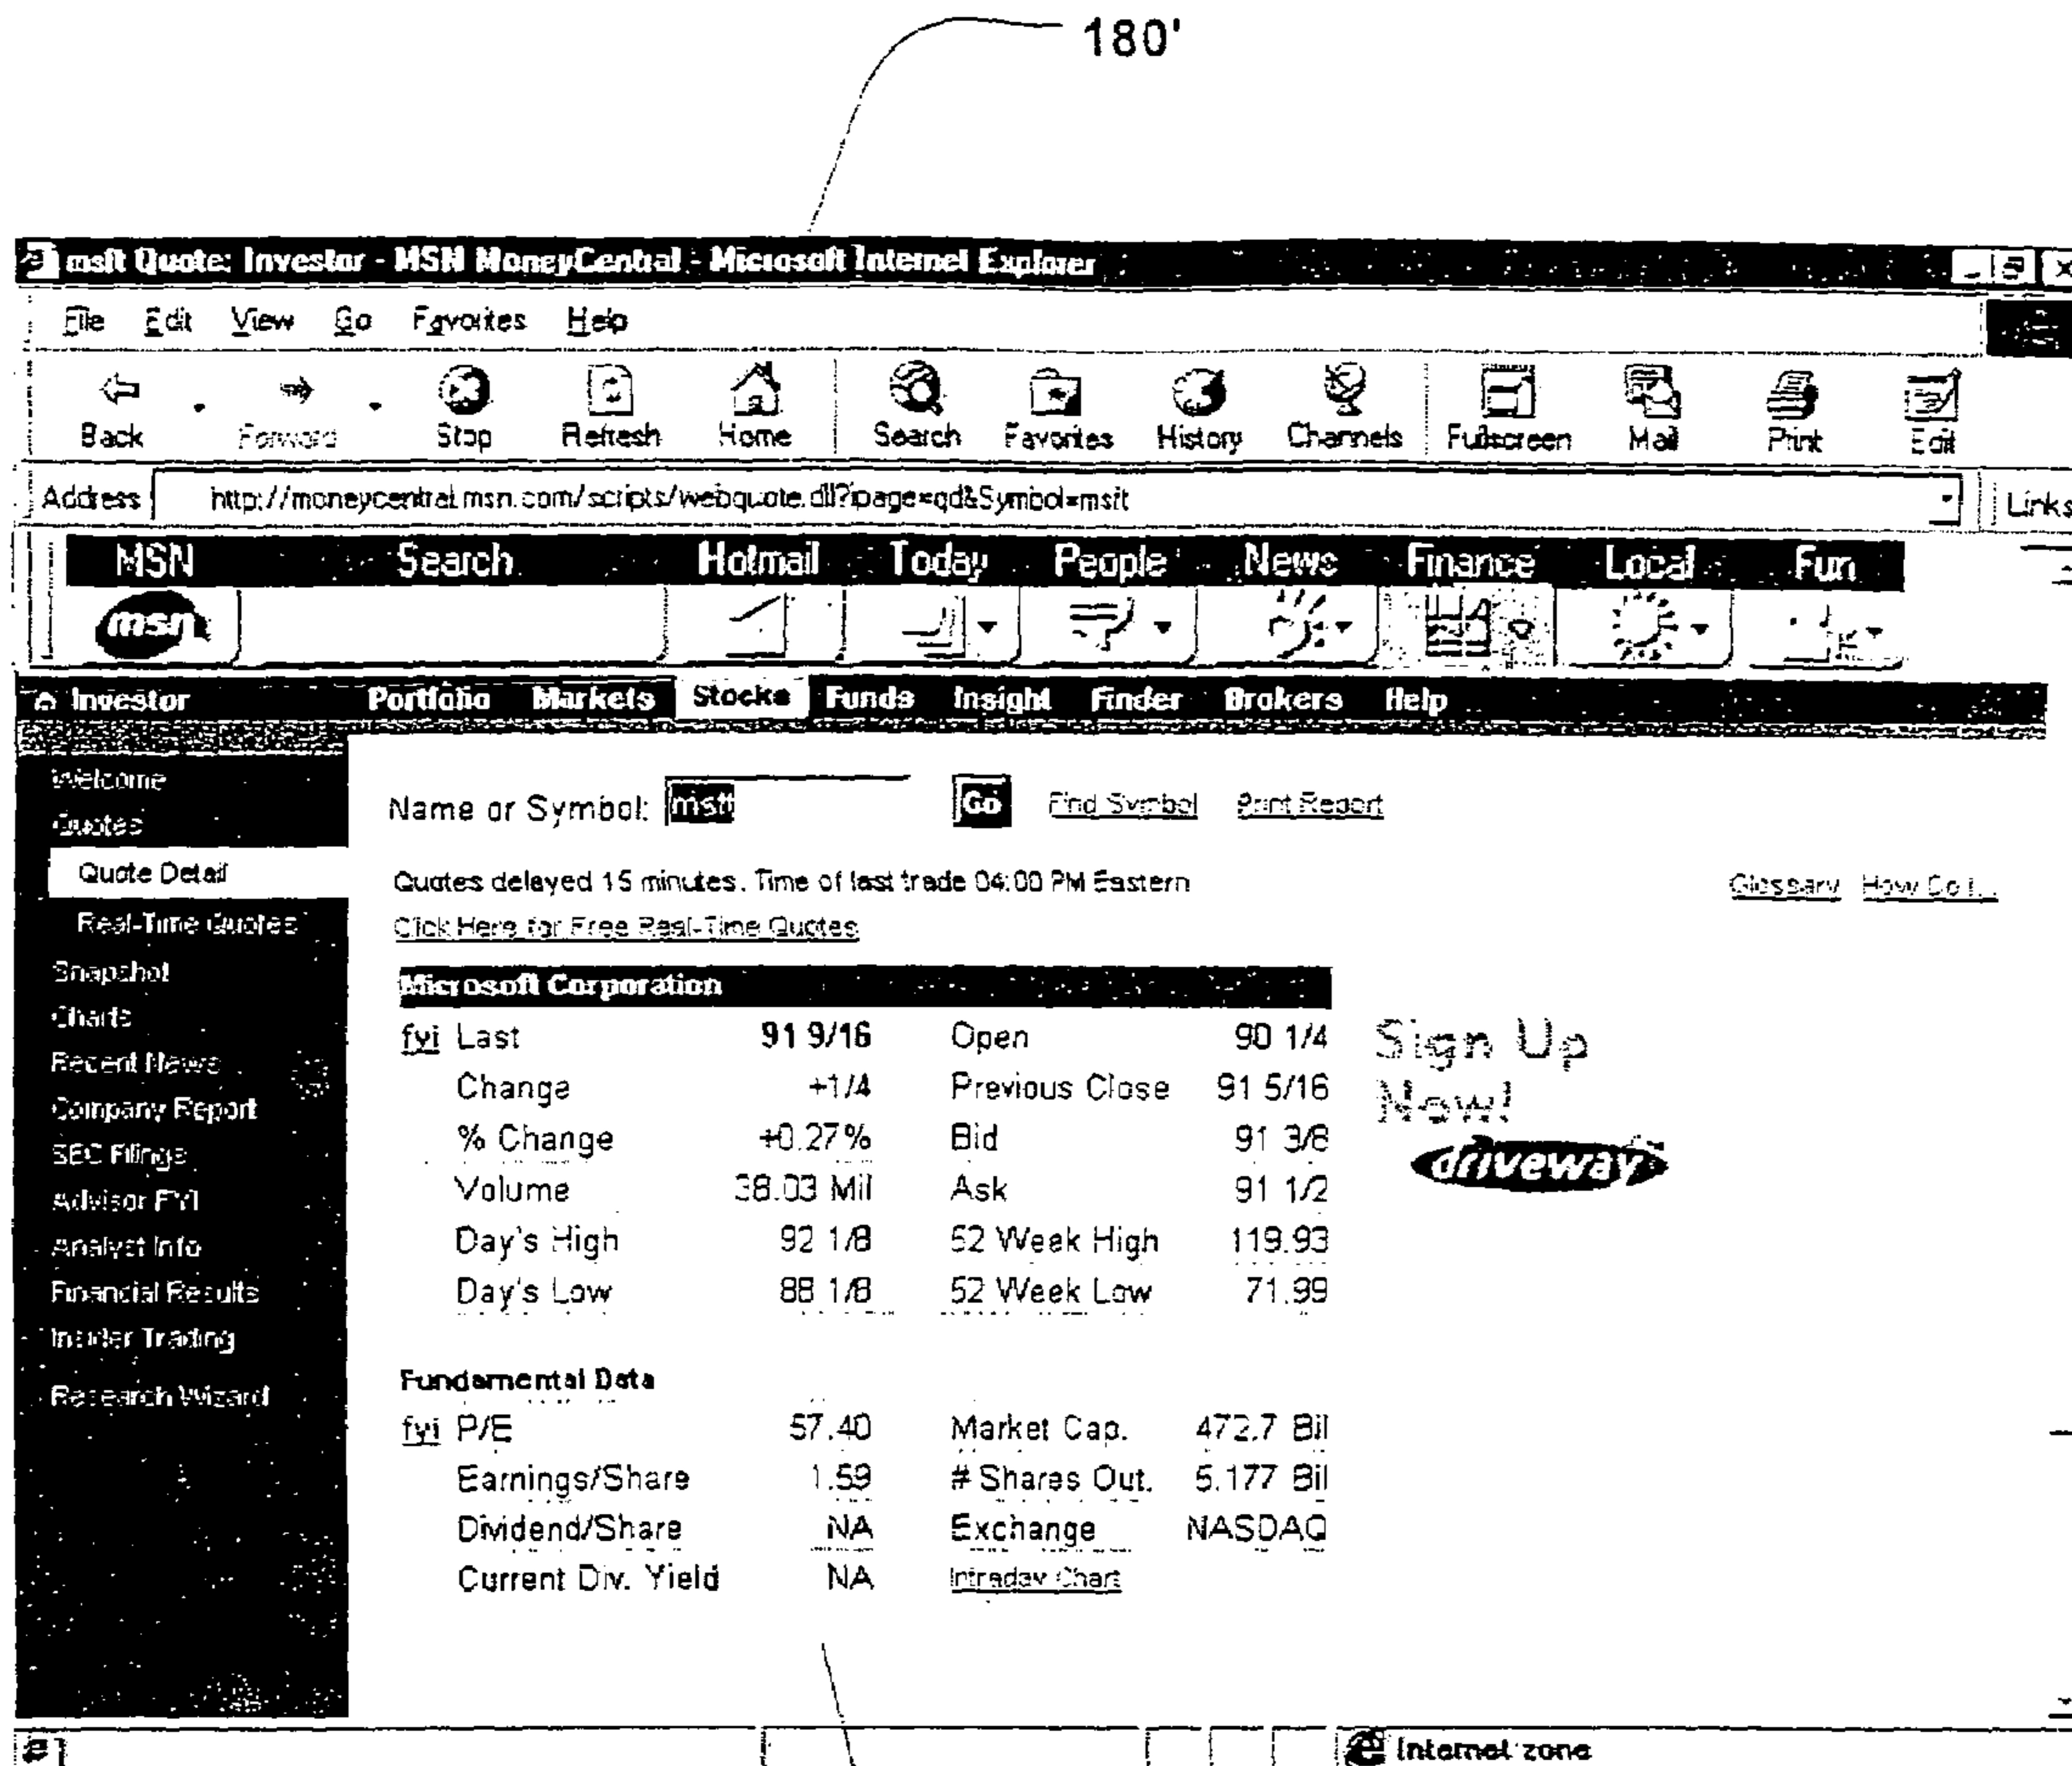 180'
msft Quote: Investor - MSN MoneyCentral - Microsoft Internet Explorer
File Edit View Go Favorites Help
Back Forward Stop Refresh Home Search Favorites History Channels Fullscreen Mail Print Edit
Address http://moneycentral.msn.com/scripts/webquote.dll?ipage=qd&Symbol=msft Links
MSN Search Hotmail Today People News Finance Local Fun
msn
Investor Portfolio Markets Stocks Funds Insight Finder Brokers Help
Welcome
Quotes
Quote Detail
Real-Time Quotes
Snapshot
Charts
Recent News
Company Report
SEC Filings
Advisor FYI
Analyst Info
Financial Results
Insider Trading
Research Wizard
Name or Symbol: msft Go Find Symbol Print Report
Quotes delayed 15 minutes. Time of last trade 04:00 PM Eastern Glossary How Do I...
Click Here for Free Real-Time Quotes
Microsoft Corporation
fyi Last 91 9/16 Open 90 1/4
Change +1/4 Previous Close 91 5/16
% Change +0.27% Bid 91 3/8
Volume 38.03 Mil Ask 91 1/2
Day's High 92 1/8 52 Week High 119.93
Day's Low 88 1/8 52 Week Low 71.99
Sign Up
Now!
driveway
Fundamental Data
fyi P/E 57.40 Market Cap. 472.7 Bil
Earnings/Share 1.59 # Shares Out. 5.177 Bil
Dividend/Share NA Exchange NASDAQ
Current Div. Yield NA Intraday Chart
Internet zone